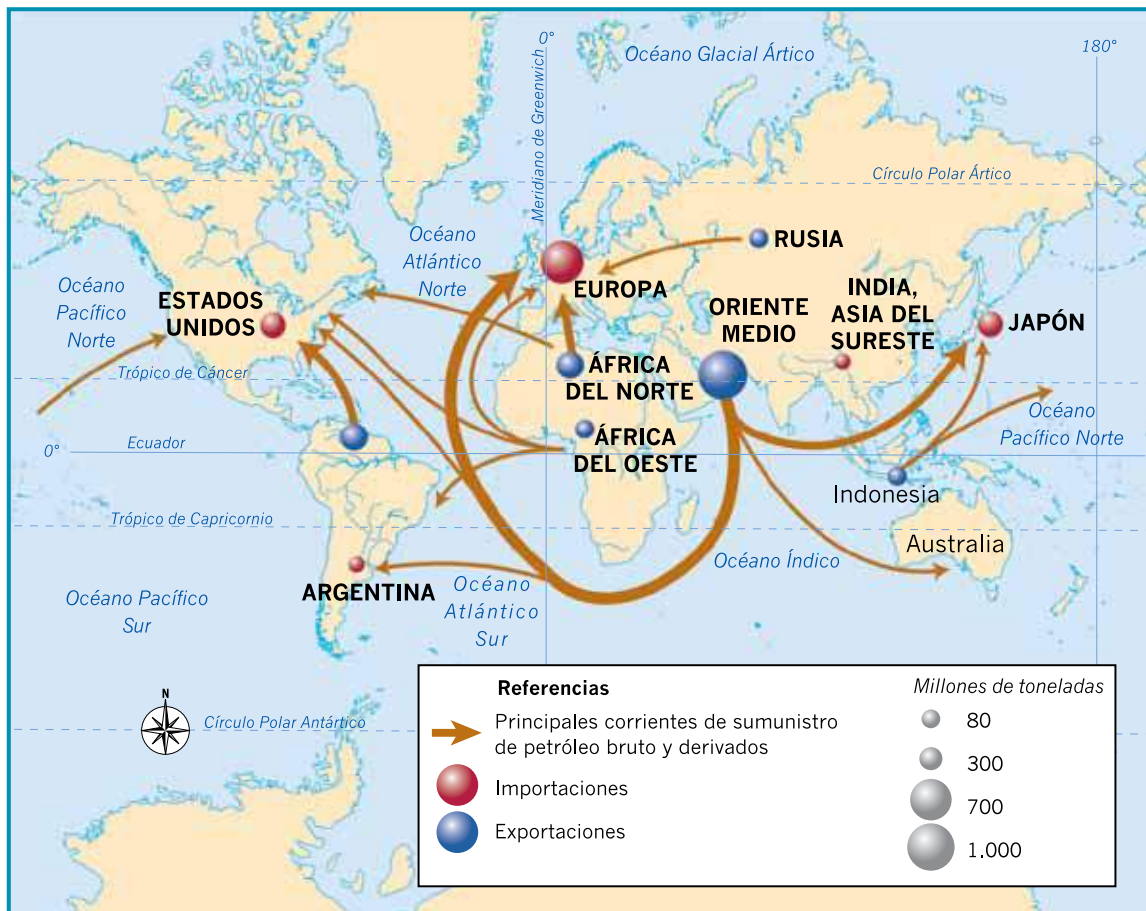 0°
180°
Océano Glacial Ártico
Meridiano de Greenwich
Círculo Polar Ártico
Océano
Atlántico
Norte
RUSIA
Océano
Pacífico
Norte
ESTADOS
UNIDOS
EUROPA
ORIENTE
MEDIO
INDIA,
ASIA DEL
SURESTE
JAPÓN
Trópico de Cáncer
ÁFRICA
DEL NORTE
Océano
Pacífico Norte
Ecuador
0°
ÁFRICA
DEL OESTE
Indonesia
Trópico de Capricornio
Australia
Océano Índico
ARGENTINA
Océano
Atlántico
Sur
Océano Pacífico
Sur
N
Círculo Polar Antártico
Referencias
Principales corrientes de sumunistro
de petróleo bruto y derivados
Importaciones
Exportaciones
Millones de toneladas
80
300
700
1.000